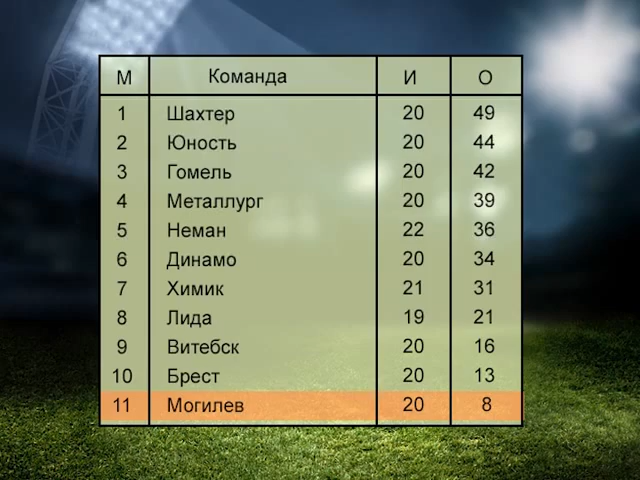 М Команда И О
1 Шахтер 20 49
2 Юность 20 44
3 Гомель 20 42
4 Металлург 20 39
5 Неман 22 36
6 Динамо 20 34
7 Химик 21 31
8 Лида 19 21
9 Витебск 20 16
10 Брест 20 13
11 Могилев 20 8